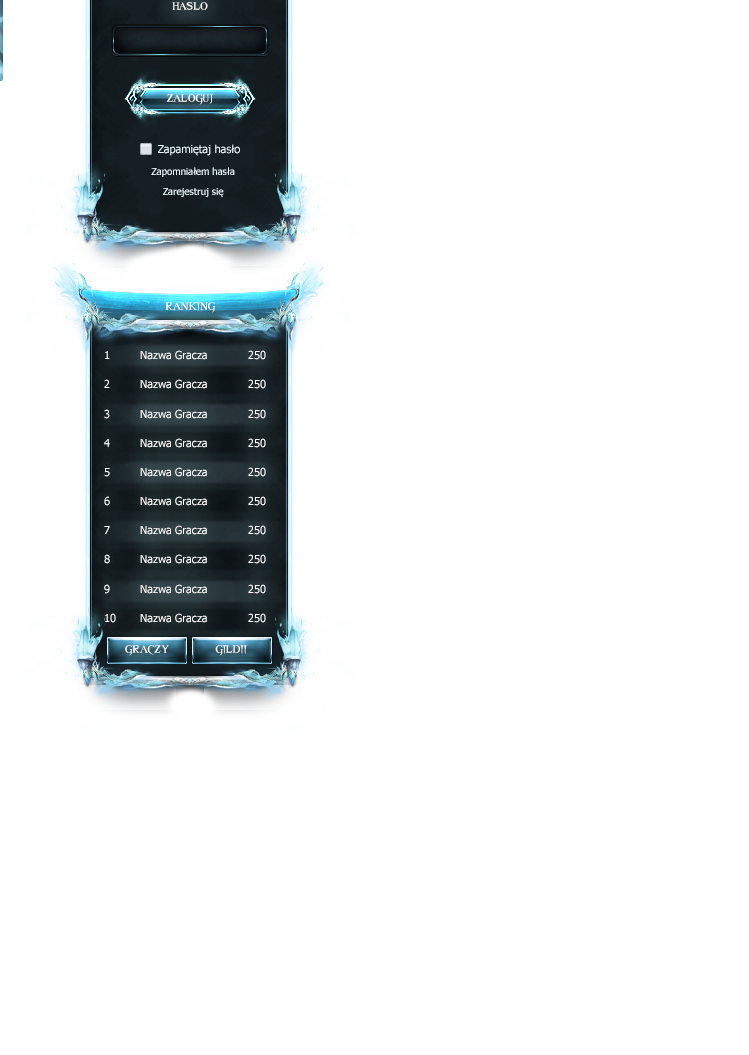 HASLO
ZALOGUJ
Zapamiętaj hasło
Zapomniałem hasła
Zarejestruj się
RANKING
1 Nazwa Gracza 250
2 Nazwa Gracza 250
3 Nazwa Gracza 250
4 Nazwa Gracza 250
5 Nazwa Gracza 250
6 Nazwa Gracza 250
7 Nazwa Gracza 250
8 Nazwa Gracza 250
9 Nazwa Gracza 250
10 Nazwa Gracza 250
GRACZY GILDII